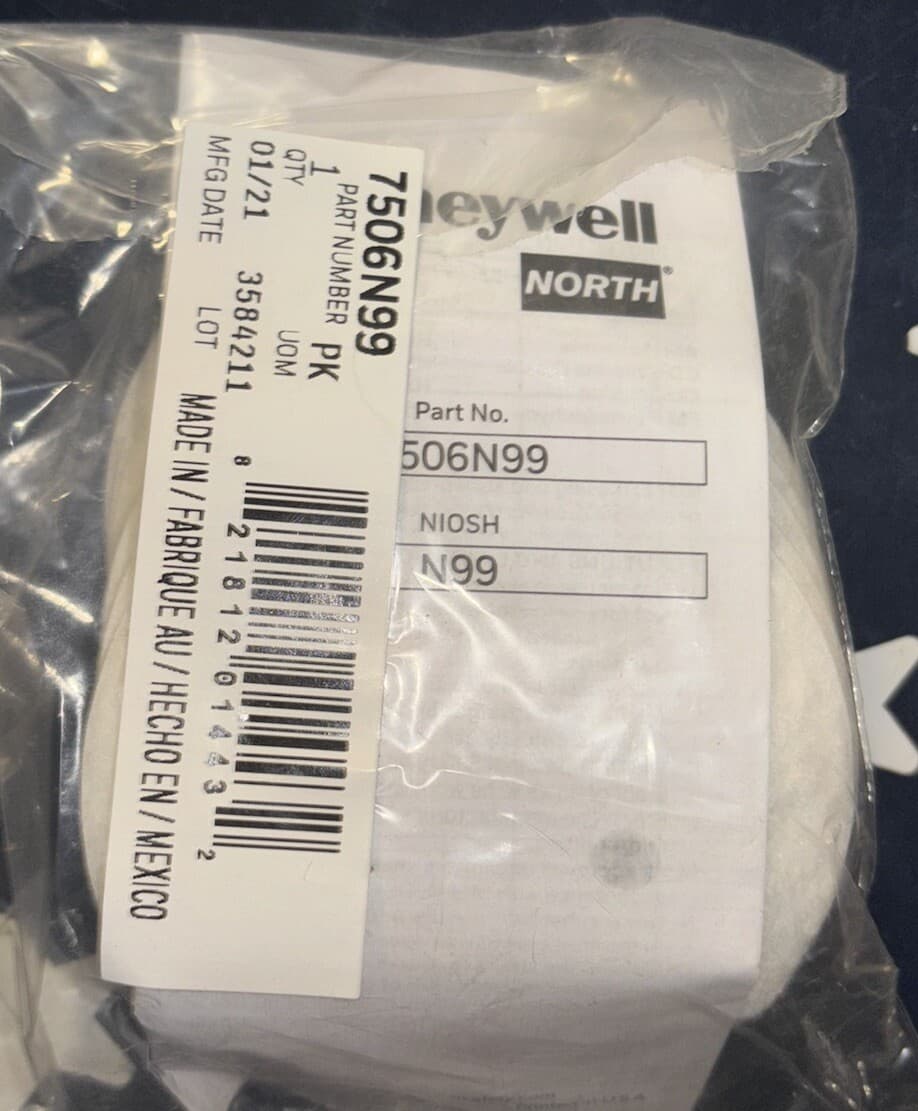 7506N99
PART NUMBER
1 PK
QTY UOM
01/21 3584211
MFG DATE LOT
MADE IN / FABRIQUE AU / HECHO EN / MEXICO
8 21812 01443 2
neywell
NORTH®
Part No.
506N99
NIOSH
N99